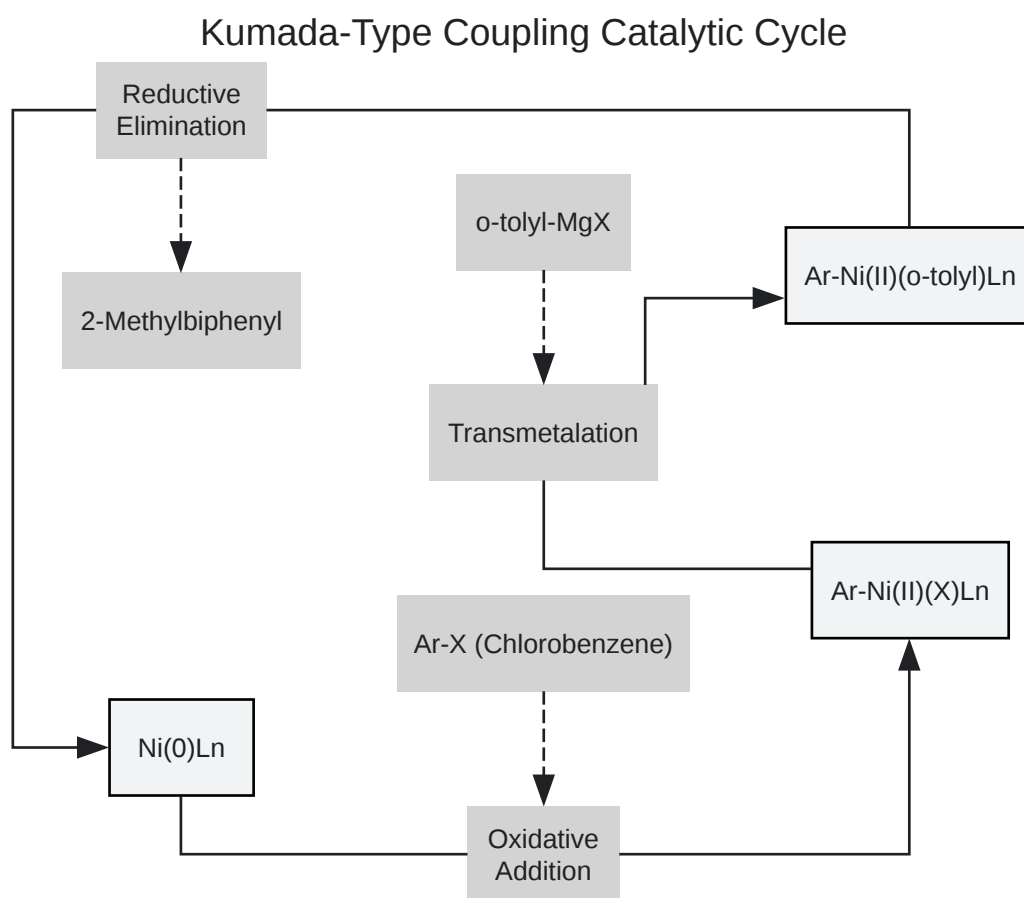 Kumada-Type Coupling Catalytic Cycle
Reductive
Elimination
o-tolyl-MgX
Ar-Ni(II)(o-tolyl)Ln
2-Methylbiphenyl
Transmetalation
Ar-Ni(II)(X)Ln
Ar-X (Chlorobenzene)
Ni(0)Ln
Oxidative
Addition